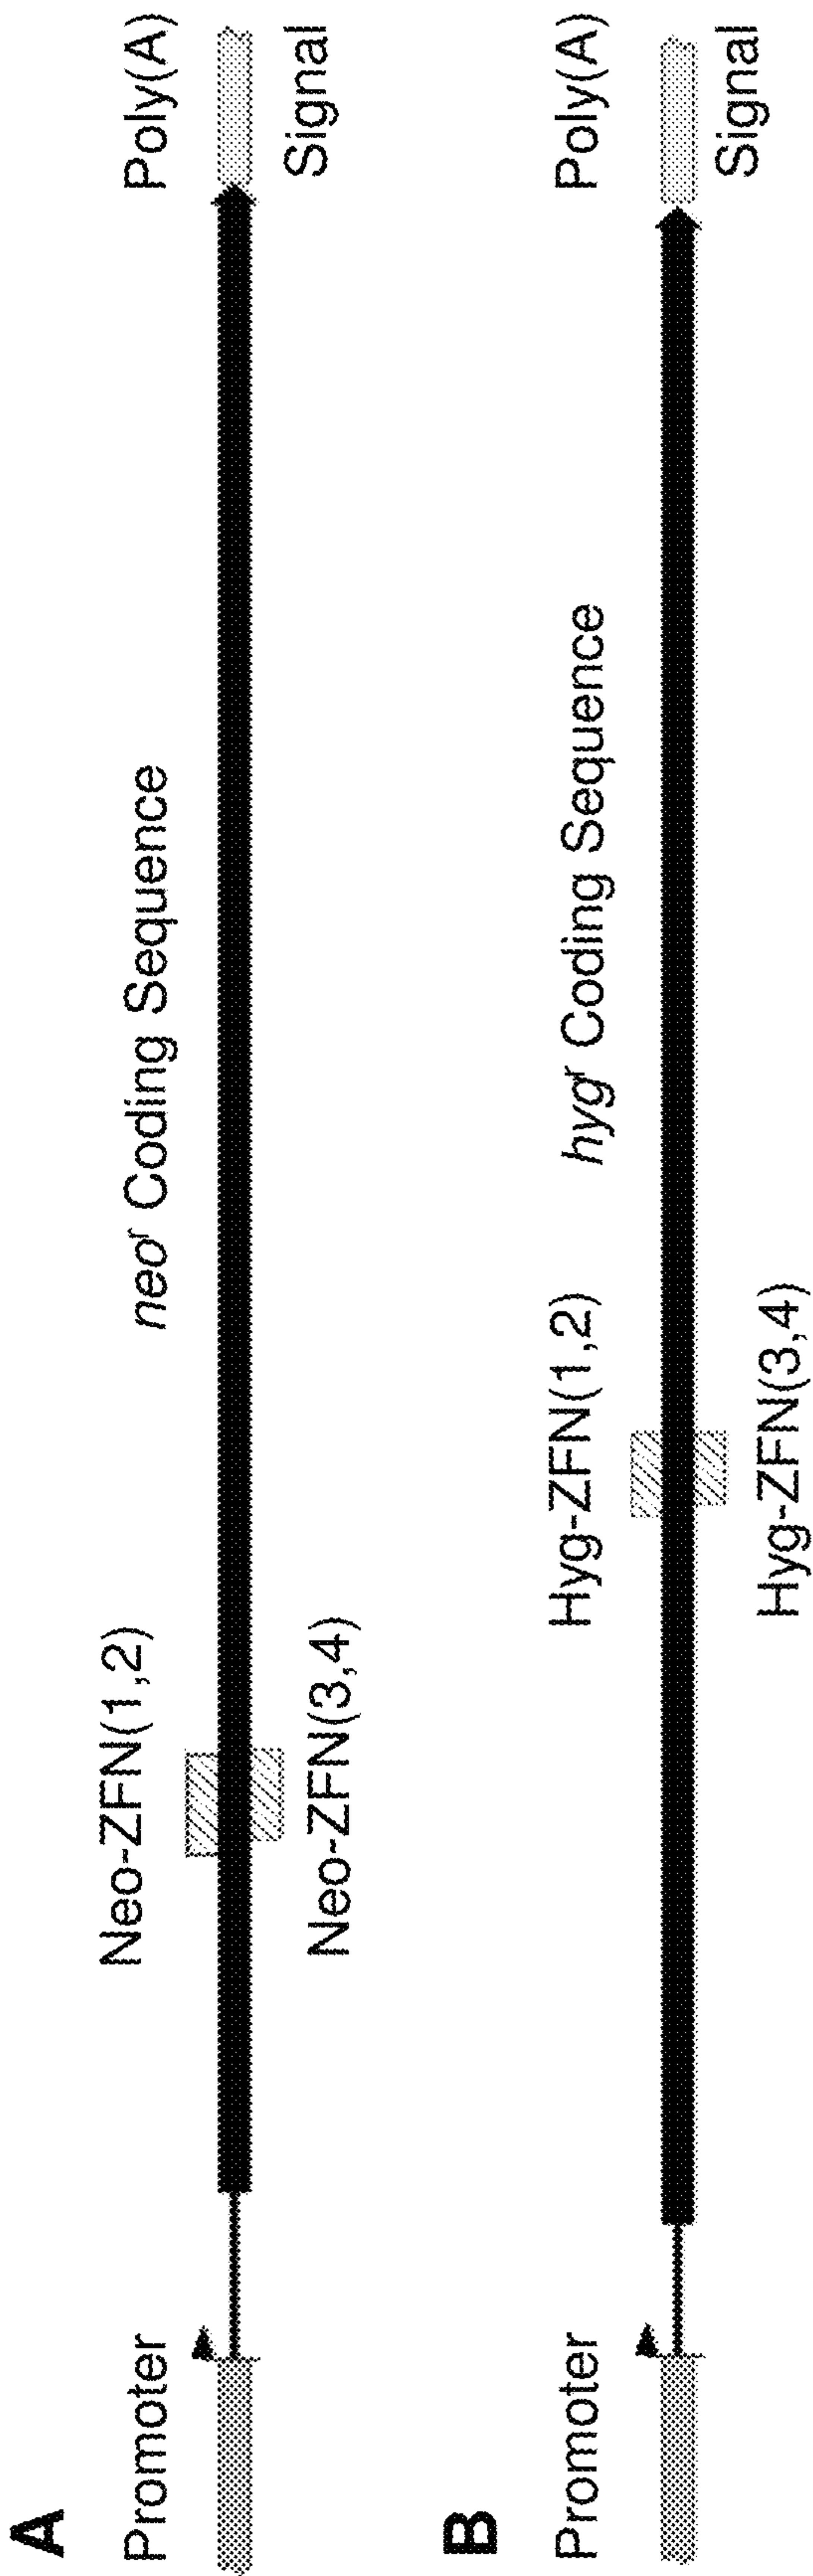 A
Promoter
Neo-ZFN(1,2)
neoʳ Coding Sequence
Poly(A)
Neo-ZFN(3,4)
Signal
B
Promoter
Hyg-ZFN(1,2)
hygʳ Coding Sequence
Poly(A)
Hyg-ZFN(3,4)
Signal